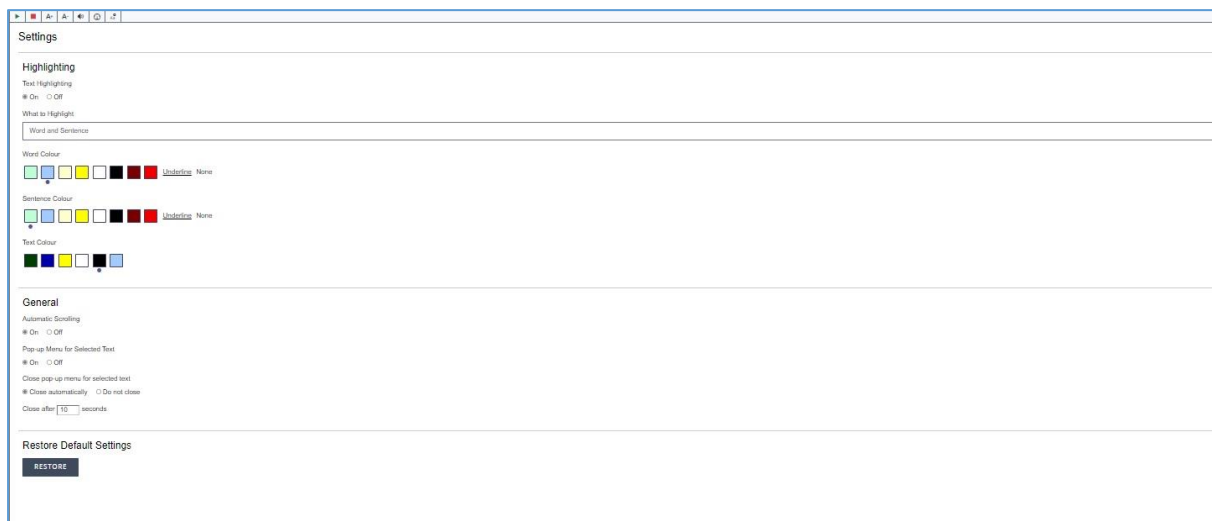 A+ A-
Settings
Highlighting
Text Highlighting
On Off
What to Highlight
Word and Sentence
Word Colour
Underline None
Sentence Colour
Underline None
Text Colour
General
Automatic Scrolling
On Off
Pop-up Menu for Selected Text
On Off
Close pop-up menu for selected text
Close automatically Do not close
Close after 10 seconds
Restore Default Settings
RESTORE